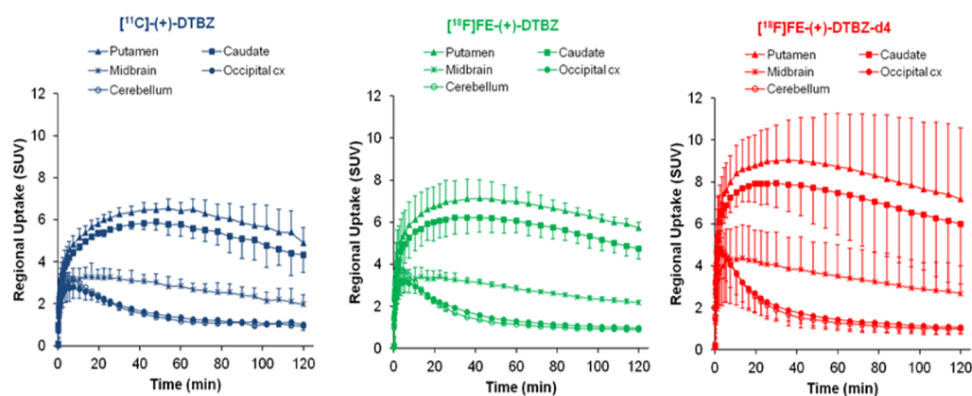 [¹¹C]-(+)-DTBZ
Putamen Caudate
Midbrain Occipital cx
Cerebellum
Regional Uptake (SUV)
12
10
8
6
4
2
0
0 20 40 60 80 100 120
Time (min)
[¹⁸F]FE-(+)-DTBZ
Putamen Caudate
Midbrain Occipital cx
Cerebellum
Regional Uptake (SUV)
12
10
8
6
4
2
0
0 20 40 60 80 100 120
Time (min)
[¹⁸F]FE-(+)-DTBZ-d4
Putamen Caudate
Midbrain Occipital cx
Cerebellum
Regional Uptake (SUV)
12
10
8
6
4
2
0
0 20 40 60 80 100 120
Time (min)